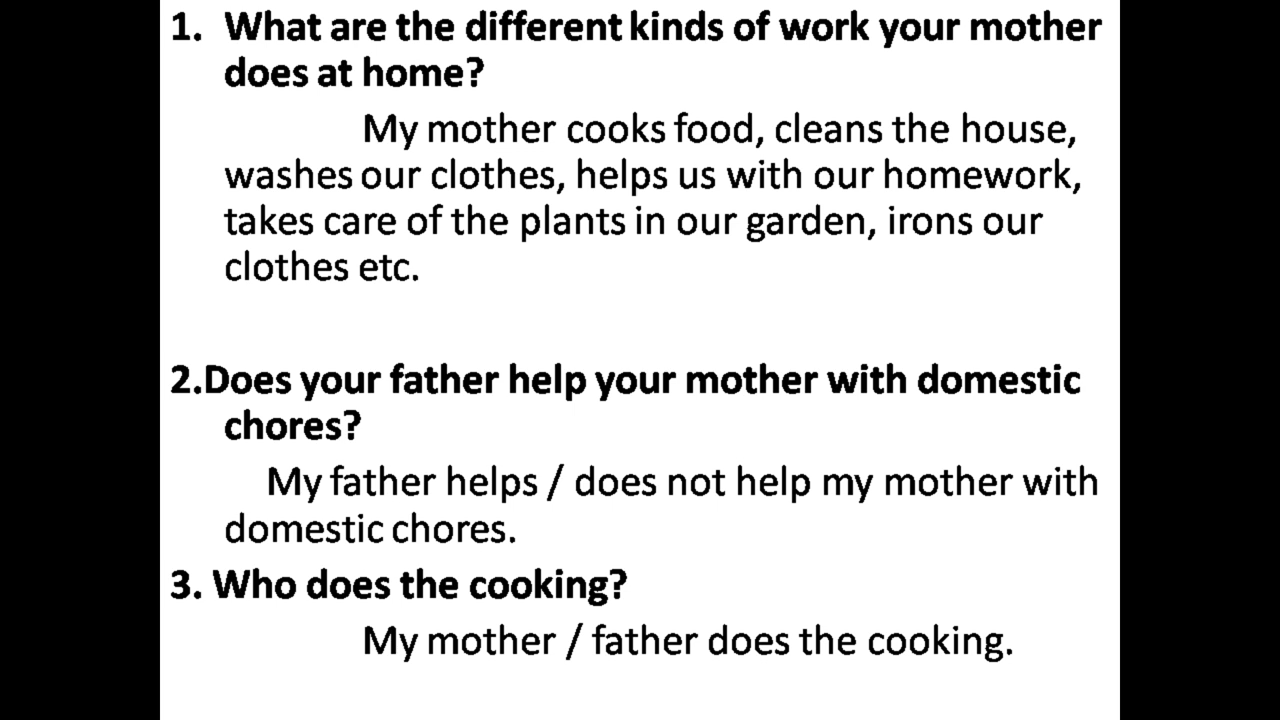 1. What are the different kinds of work your mother
does at home?
My mother cooks food, cleans the house,
washes our clothes, helps us with our homework,
takes care of the plants in our garden, irons our
clothes etc.
2.Does your father help your mother with domestic
chores?
My father helps / does not help my mother with
domestic chores.
3. Who does the cooking?
My mother / father does the cooking.